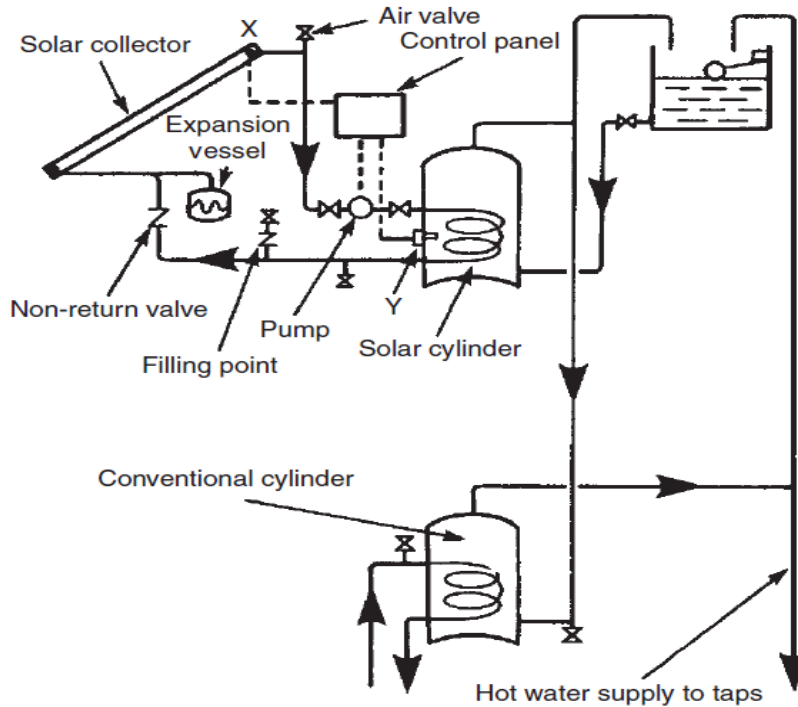 Air valve
X
Control panel
Solar collector
Expansion
vessel
Non-return valve
Pump
Y
Solar cylinder
Filling point
Conventional cylinder
Hot water supply to taps